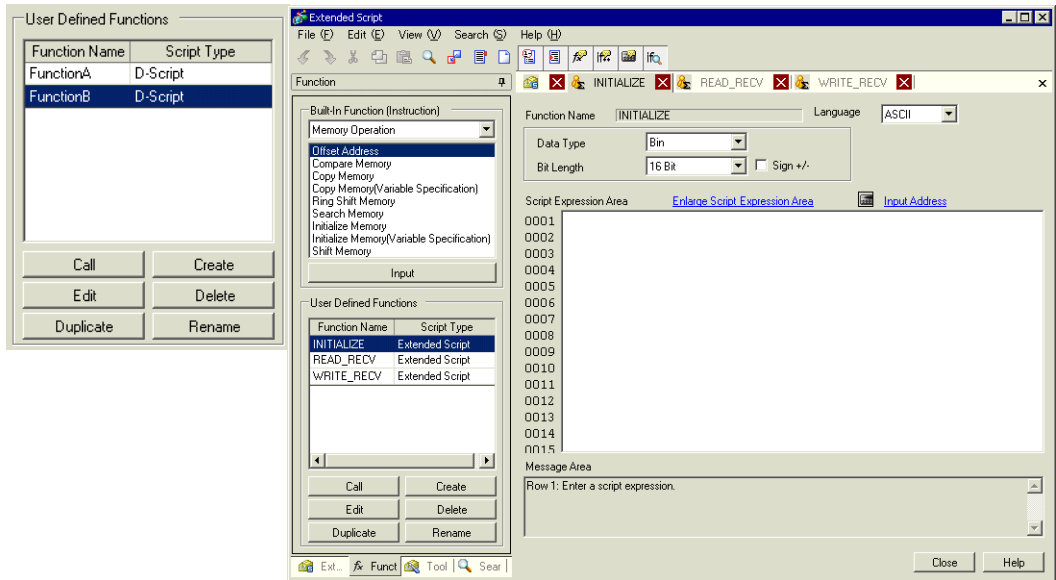 User Defined Functions
Function Name Script Type
FunctionA D-Script
FunctionB D-Script
Call Create
Edit Delete
Duplicate Rename
Extended Script
File (F) Edit (E) View (V) Search (S) Help (H)
Function
INITIALIZE READ_RECV WRITE_RECV
Built-In Function (Instruction)
Memory Operation
Offset Address
Compare Memory
Copy Memory
Copy Memory(Variable Specification)
Ring Shift Memory
Search Memory
Initialize Memory
Initialize Memory(Variable Specification)
Shift Memory
Input
User Defined Functions
Function Name Script Type
INITIALIZE Extended Script
READ_RECV Extended Script
WRITE_RECV Extended Script
Call Create
Edit Delete
Duplicate Rename
Ext... fx Funct Tool Sear
Function Name INITIALIZE Language ASCII
Data Type Bin
Bit Length 16 Bit Sign +/-
Script Expression Area Enlarge Script Expression Area Input Address
0001
0002
0003
0004
0005
0006
0007
0008
0009
0010
0011
0012
0013
0014
0015
Message Area
Row 1: Enter a script expression.
Close Help